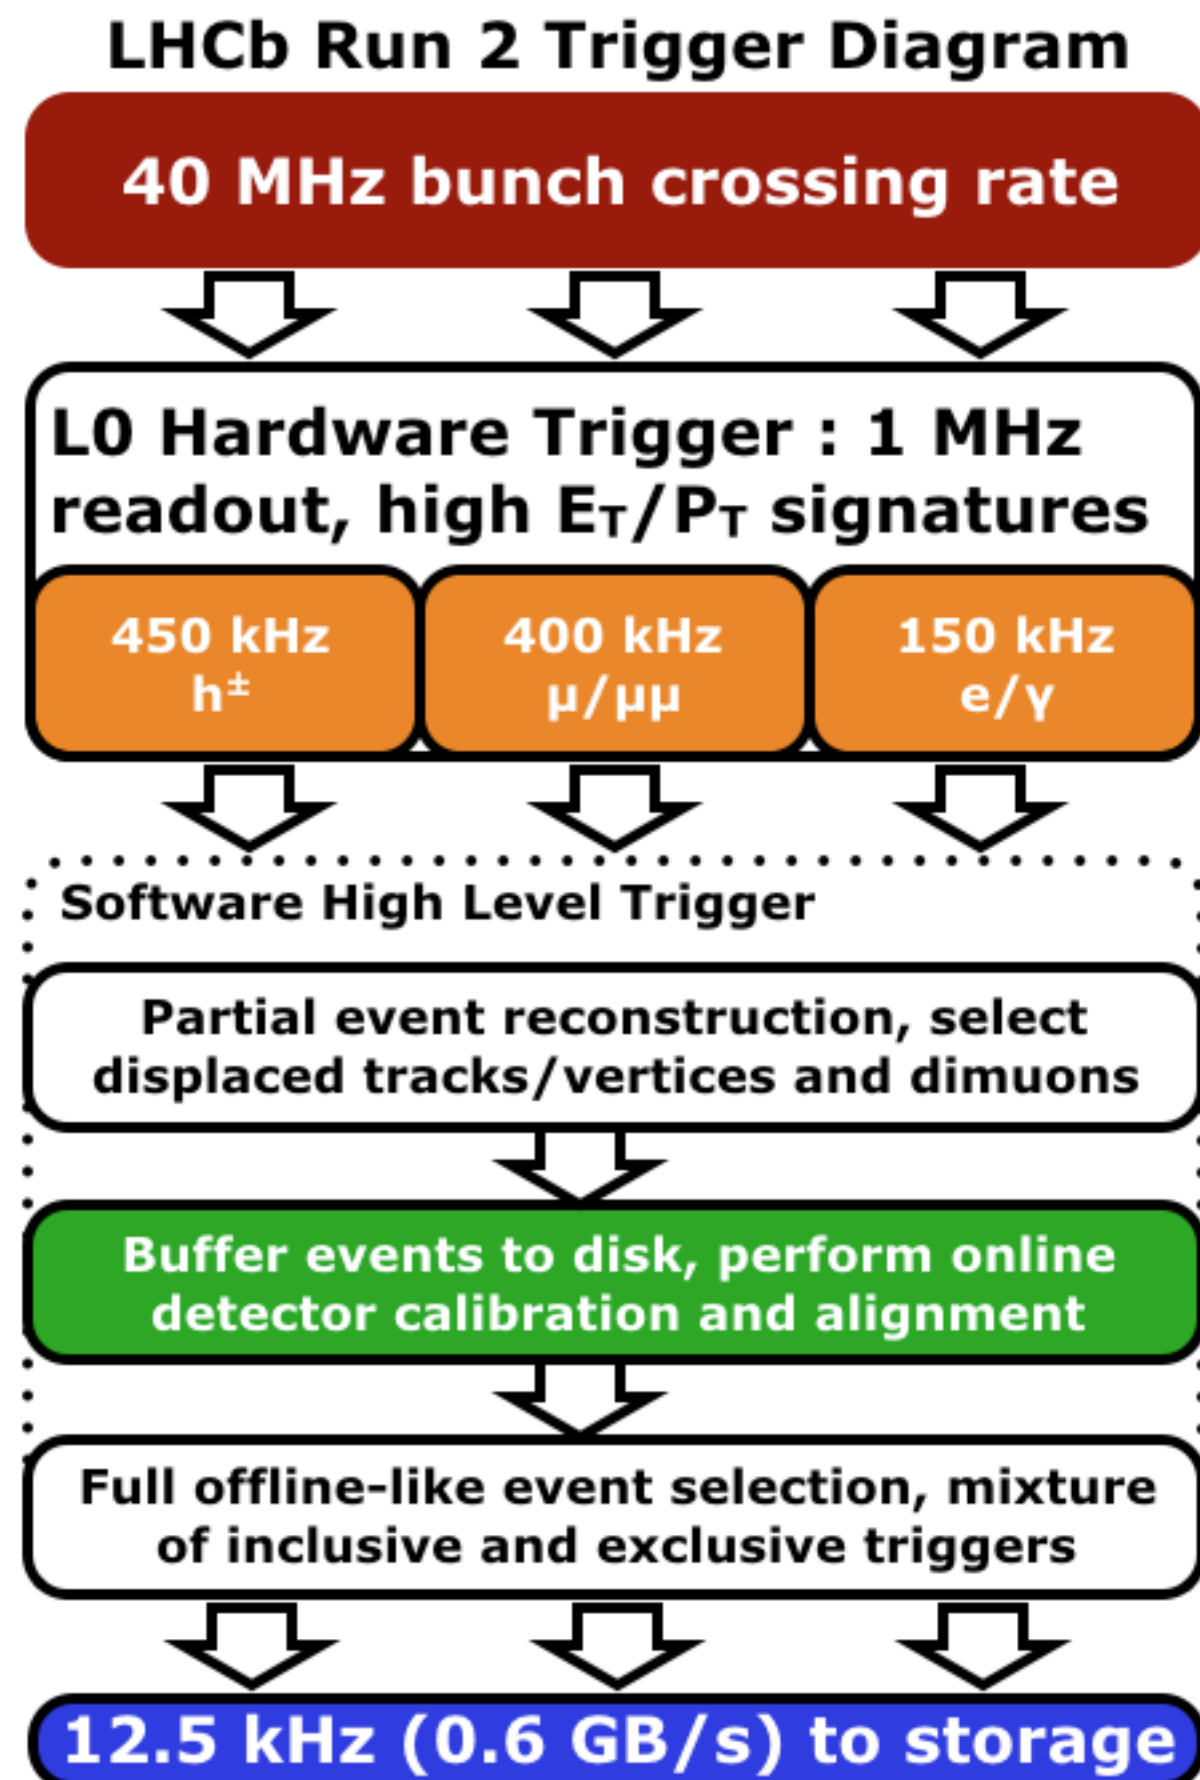 LHCb Run 2 Trigger Diagram
40 MHz bunch crossing rate
L0 Hardware Trigger : 1 MHz
readout, high E_T/P_T signatures
450 kHz
h±
400 kHz
μ/μμ
150 kHz
e/γ
Software High Level Trigger
Partial event reconstruction, select
displaced tracks/vertices and dimuons
Buffer events to disk, perform online
detector calibration and alignment
Full offline-like event selection, mixture
of inclusive and exclusive triggers
12.5 kHz (0.6 GB/s) to storage